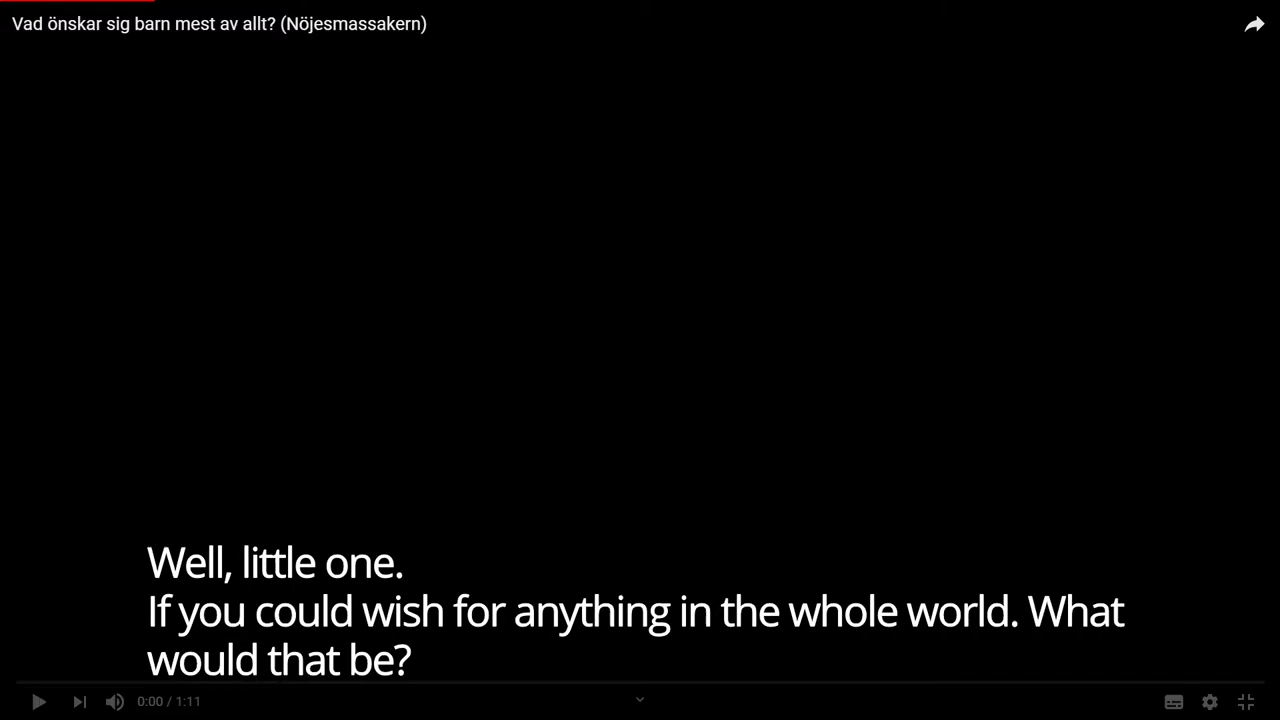 Vad önskar sig barn mest av allt? (Nöjesmassakern)
Well, little one.
If you could wish for anything in the whole world. What
would that be?
0:00 / 1:11